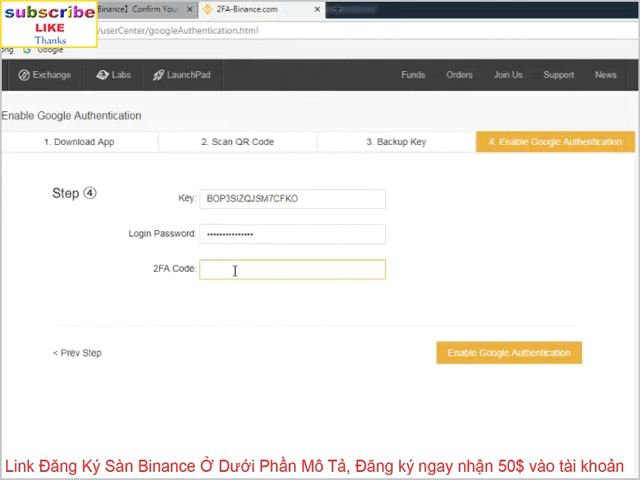 subscribe
LIKE
Thanks
Binance】Confirm Your
2FA-Binance.com
/userCenter/googleAuthentication.html
Google
Exchange
Labs
LaunchPad
Funds
Orders
Join Us
Support
News
Enable Google Authentication
1. Download App
2. Scan QR Code
3. Backup Key
4. Enable Google Authentication
Step ④
Key: BOP3SIZQJSM7CFKO
Login Password:
2FA Code:
< Prev Step
Enable Google Authentication
Link Đăng Ký Sàn Binance Ở Dưới Phần Mô Tả, Đăng ký ngay nhận 50$ vào tài khoản